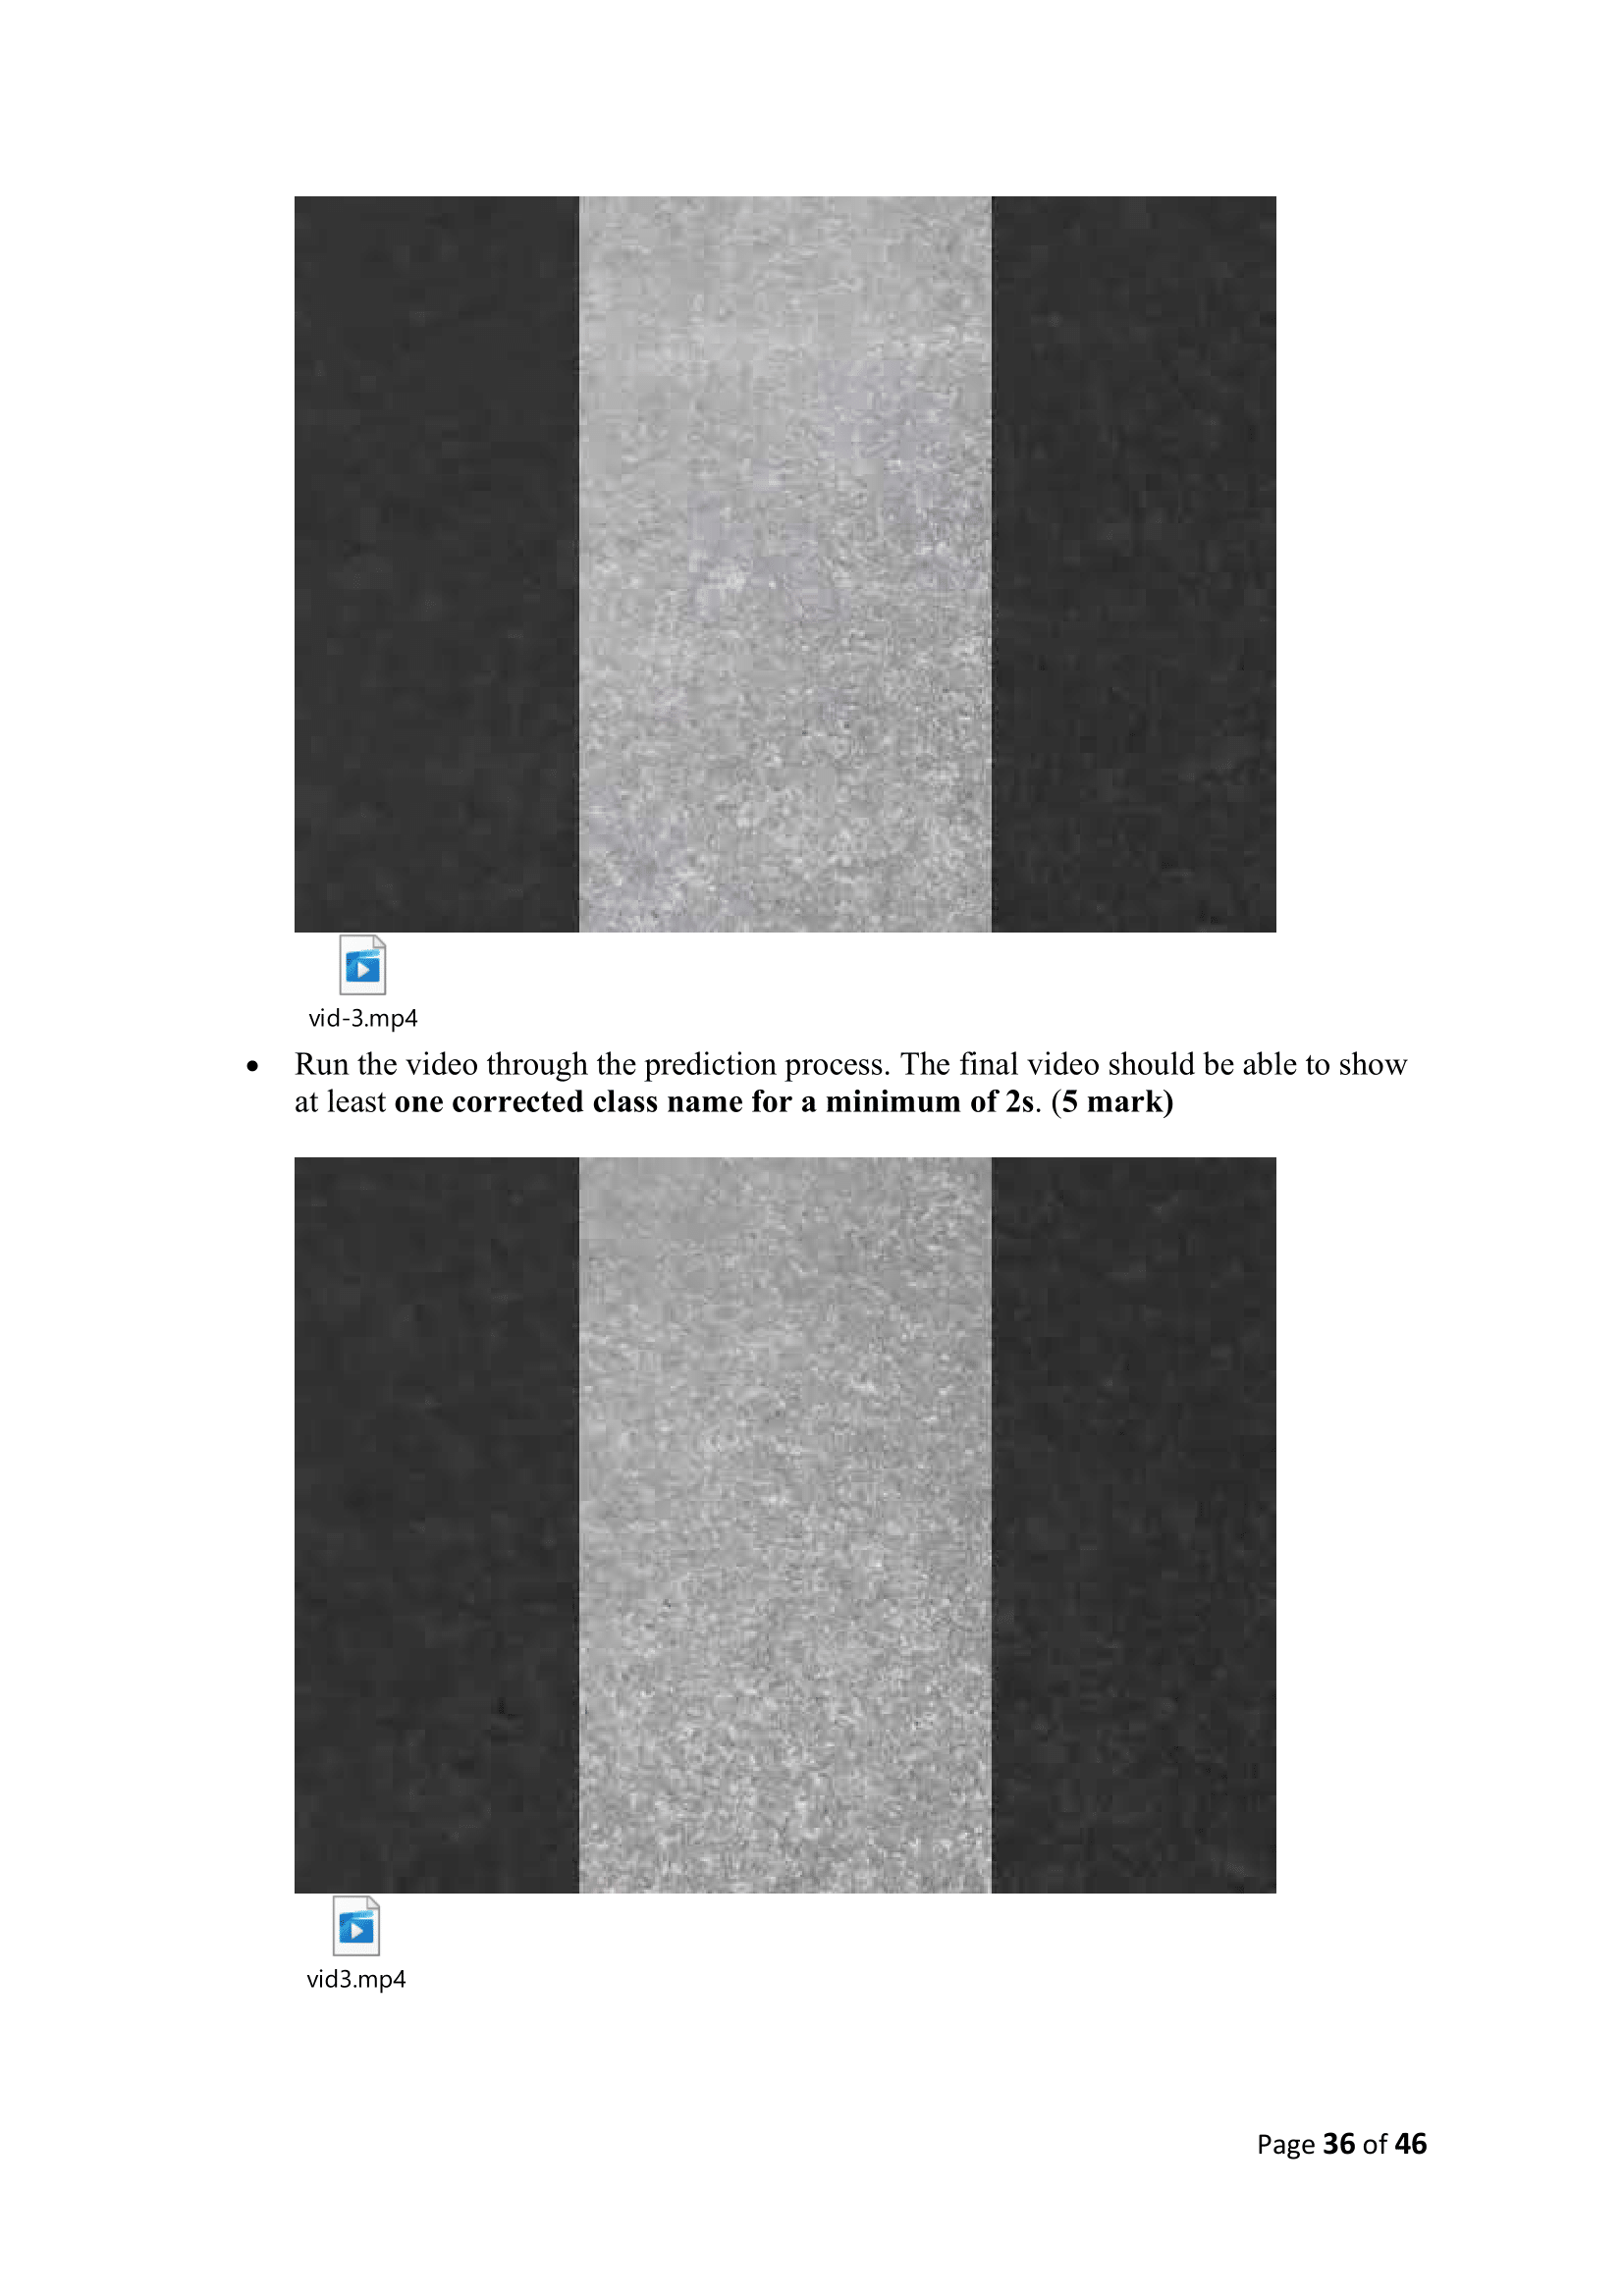 vid-3.mp4
• Run the video through the prediction process. The final video should be able to show
at least one corrected class name for a minimum of 2s. (5 mark)
vid3.mp4
Page 36 of 46